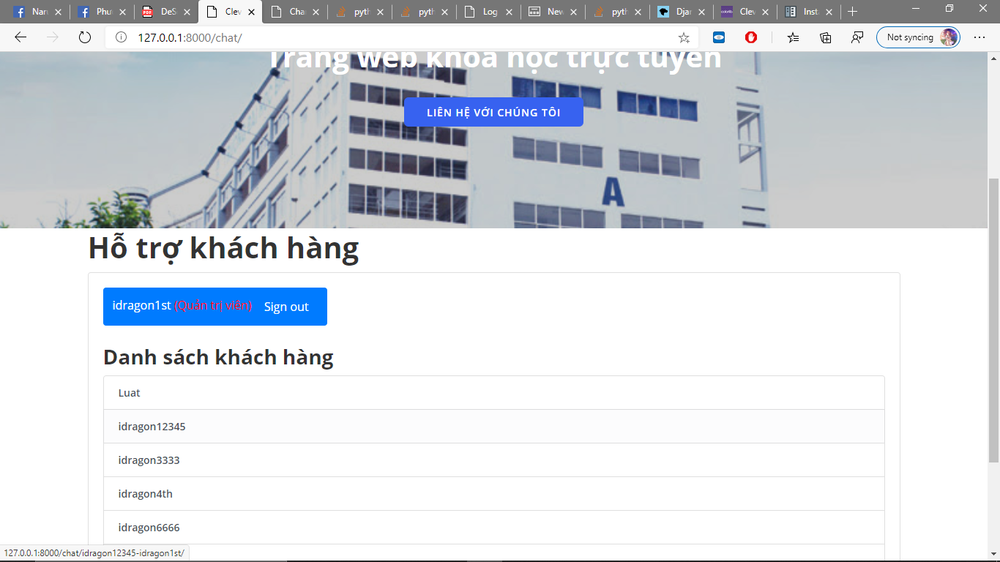 Nar
Phu
PDF
DeS
Clev
Cha
pyth
pyth
Log
New
pyth
Djar
colorlib.
Clev
Insta
127.0.0.1:8000/chat/
Not syncing
Trang web khóa học trực tuyến
LIÊN HỆ VỚI CHÚNG TÔI
A
Hỗ trợ khách hàng
idragon1st (Quản trị viên) Sign out
Danh sách khách hàng
Luat
idragon12345
idragon3333
idragon4th
idragon6666
127.0.0.1:8000/chat/idragon12345-idragon1st/